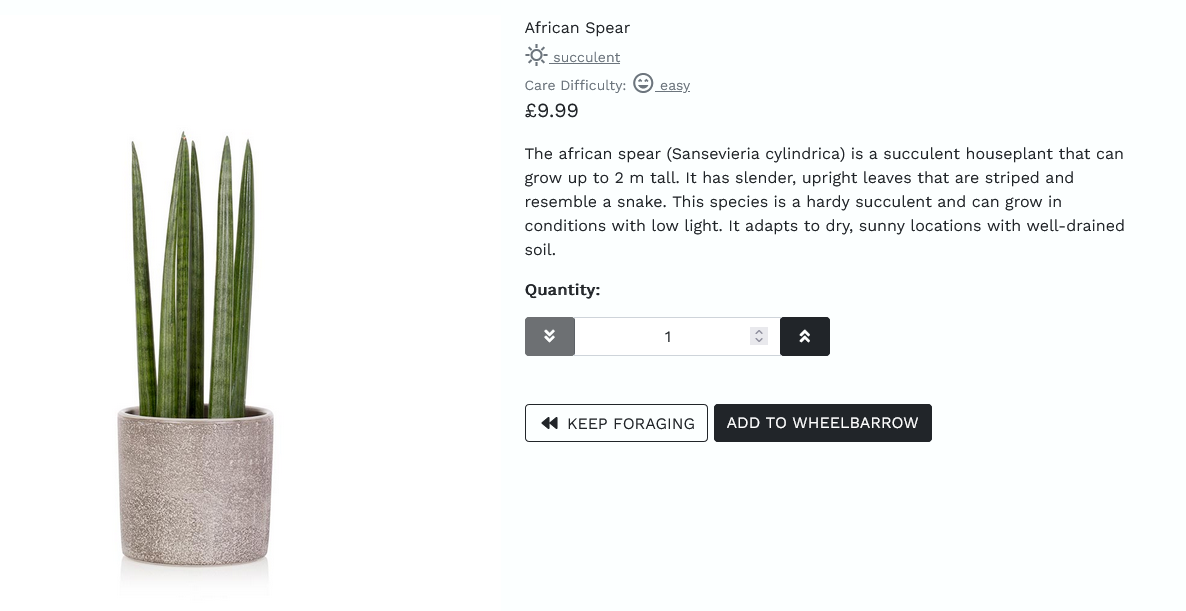 African Spear
succulent
Care Difficulty: easy
£9.99
The african spear (Sansevieria cylindrica) is a succulent houseplant that can
grow up to 2 m tall. It has slender, upright leaves that are striped and
resemble a snake. This species is a hardy succulent and can grow in
conditions with low light. It adapts to dry, sunny locations with well-drained
soil.
Quantity:
1
KEEP FORAGING ADD TO WHEELBARROW